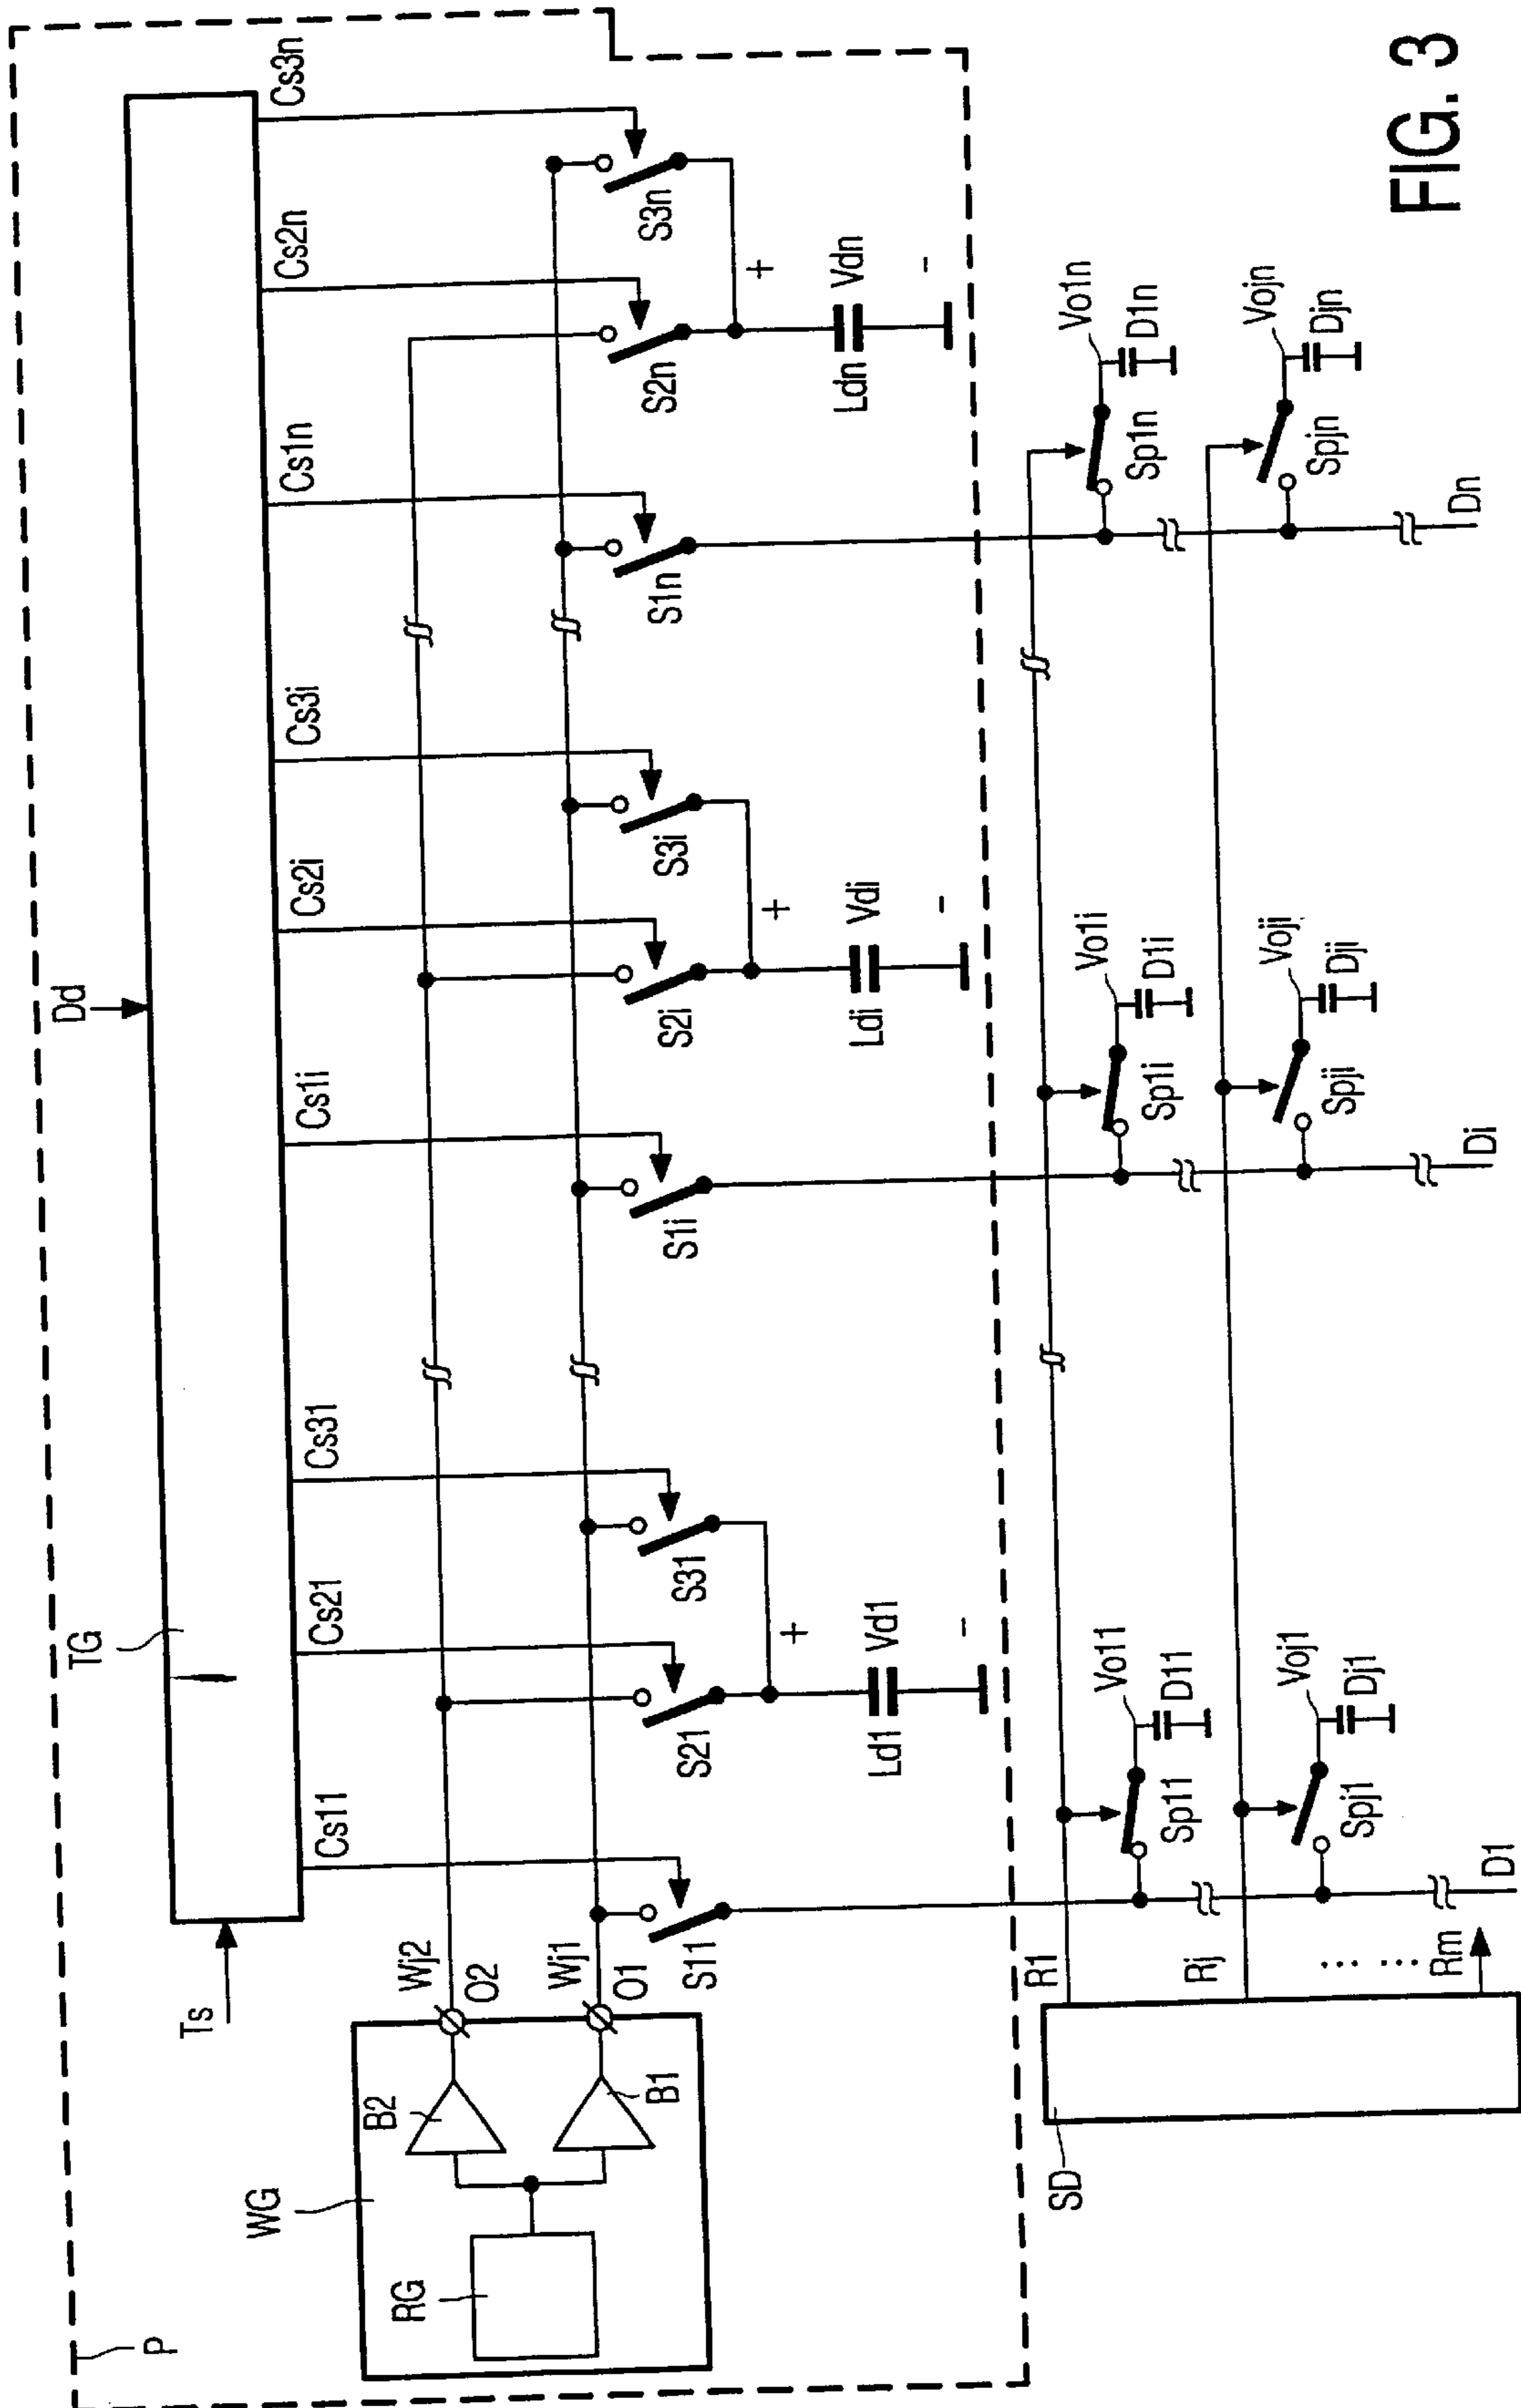 P
Dd
TG
Ts
Cs11
Cs21
Cs31
Cs1i
Cs2i
Cs3i
Cs1n
Cs2n
Cs3n
WG
RG
B2
B1
Wj2
O2
Wj1
O1
S11
S21
S31
S1i
S2i
S3i
S1n
S2n
S3n
+
+
+
Ld1
Vd1
Ldi
Vdi
Ldn
Vdn
-
-
-
SD
R1
Vo11
Sp11
D11
Vo1i
Sp1i
D1i
Vo1n
Sp1n
D1n
Rj
Voj1
Spj1
Dj1
Voji
Spji
Dji
Vojn
Spjn
Djn
......
Rm
D1
Di
Dn
FIG. 3